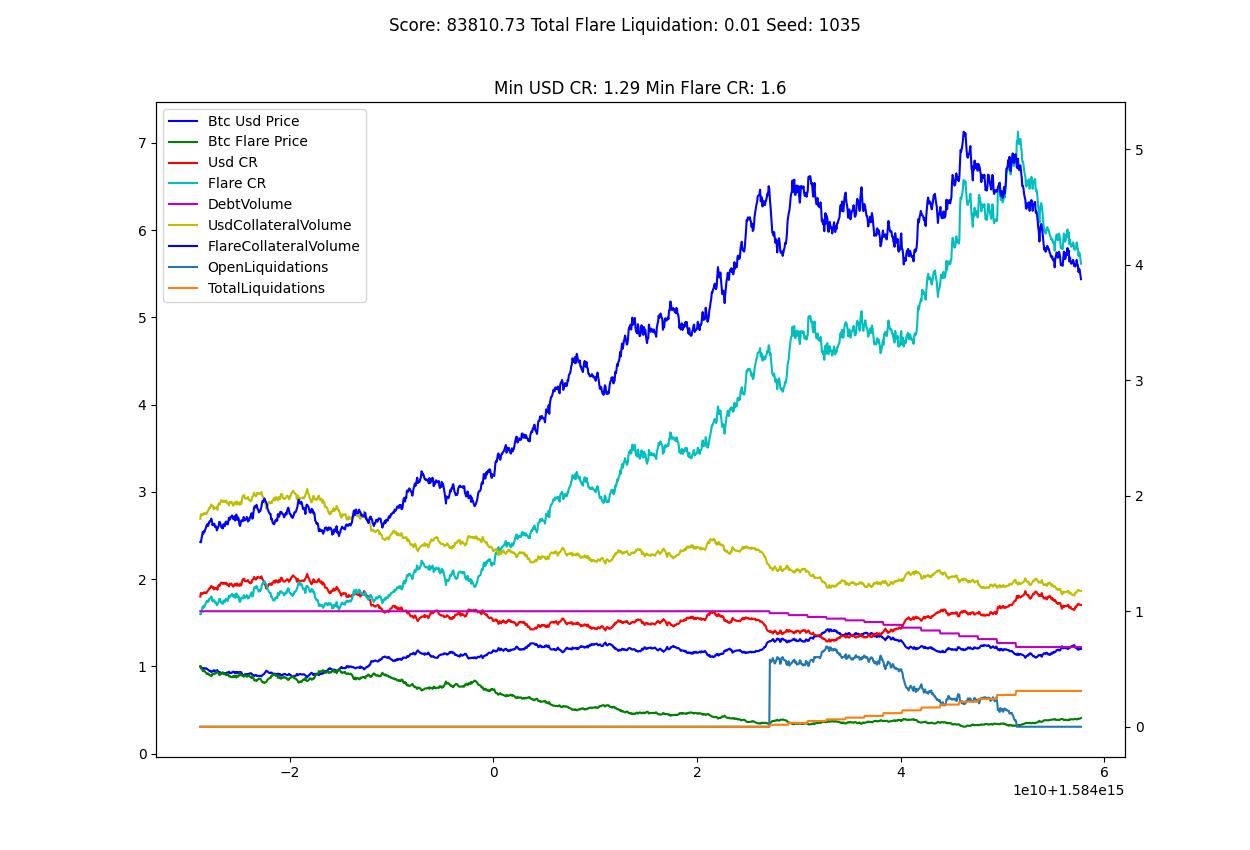 Score: 83810.73 Total Flare Liquidation: 0.01 Seed: 1035
Min USD CR: 1.29 Min Flare CR: 1.6
Btc Usd Price
Btc Flare Price
Usd CR
Flare CR
DebtVolume
UsdCollateralVolume
FlareCollateralVolume
OpenLiquidations
TotalLiquidations
7
6
5
4
3
2
1
0
5
4
3
2
1
0
−2
0
2
4
6
1e10+1.584e15